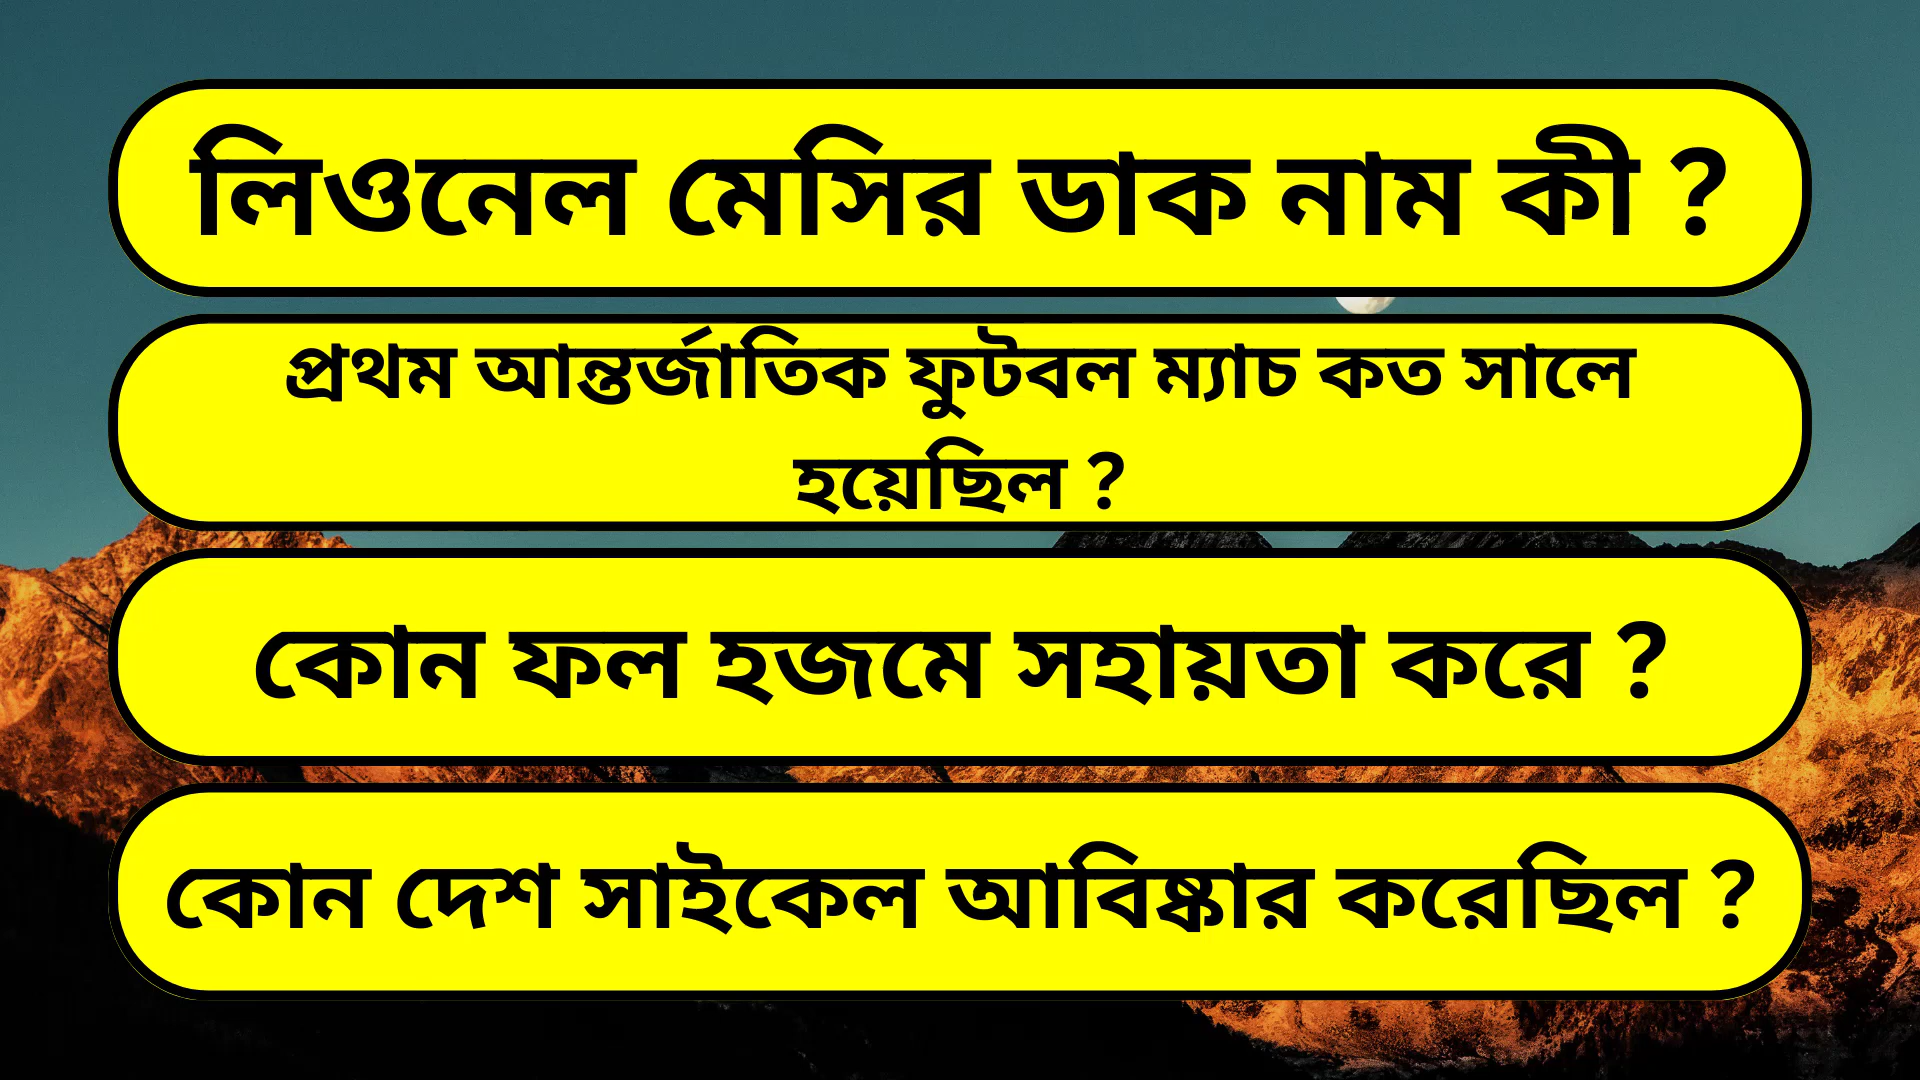 লিওনেল মেসির ডাক নাম কী ?
প্রথম আন্তর্জাতিক ফুটবল ম্যাচ কত সালে
হয়েছিল ?
কোন ফল হজমে সহায়তা করে ?
কোন দেশ সাইকেল আবিষ্কার করেছিল ?